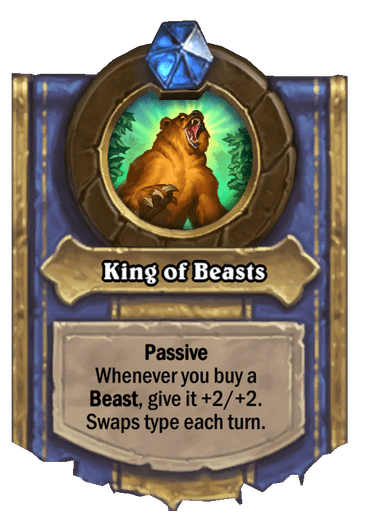 King of Beasts
Passive
Whenever you buy a
Beast, give it +2/+2.
Swaps type each turn.